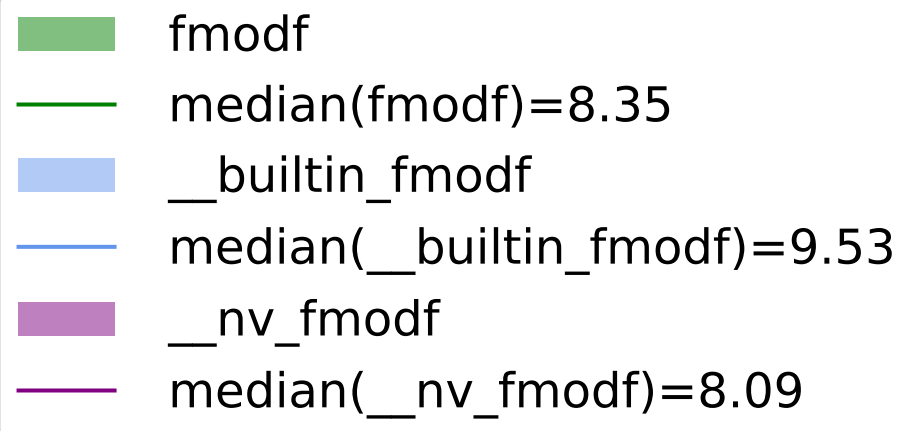 fmodf
median(fmodf)=8.35
__builtin_fmodf
median(__builtin_fmodf)=9.53
__nv_fmodf
median(__nv_fmodf)=8.09